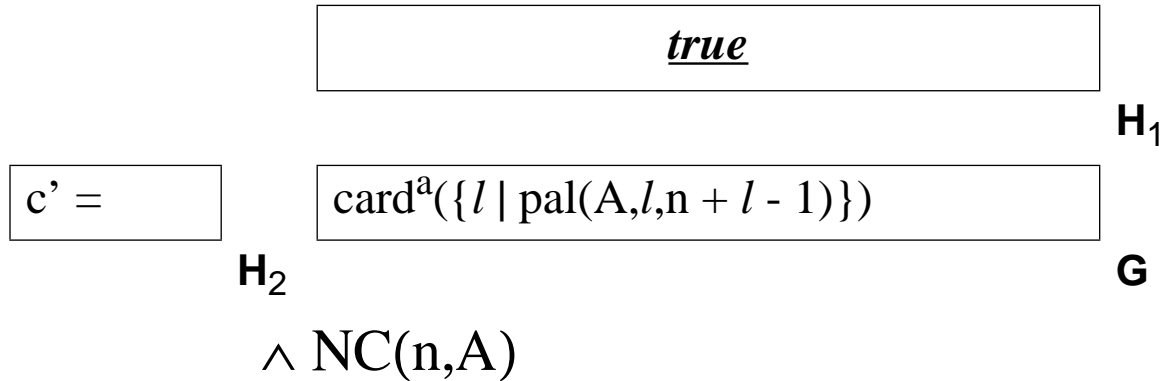 true
H₁
c’ = card^a({l | pal(A,l,n + l - 1)})
H₂ G
∧ NC(n,A)